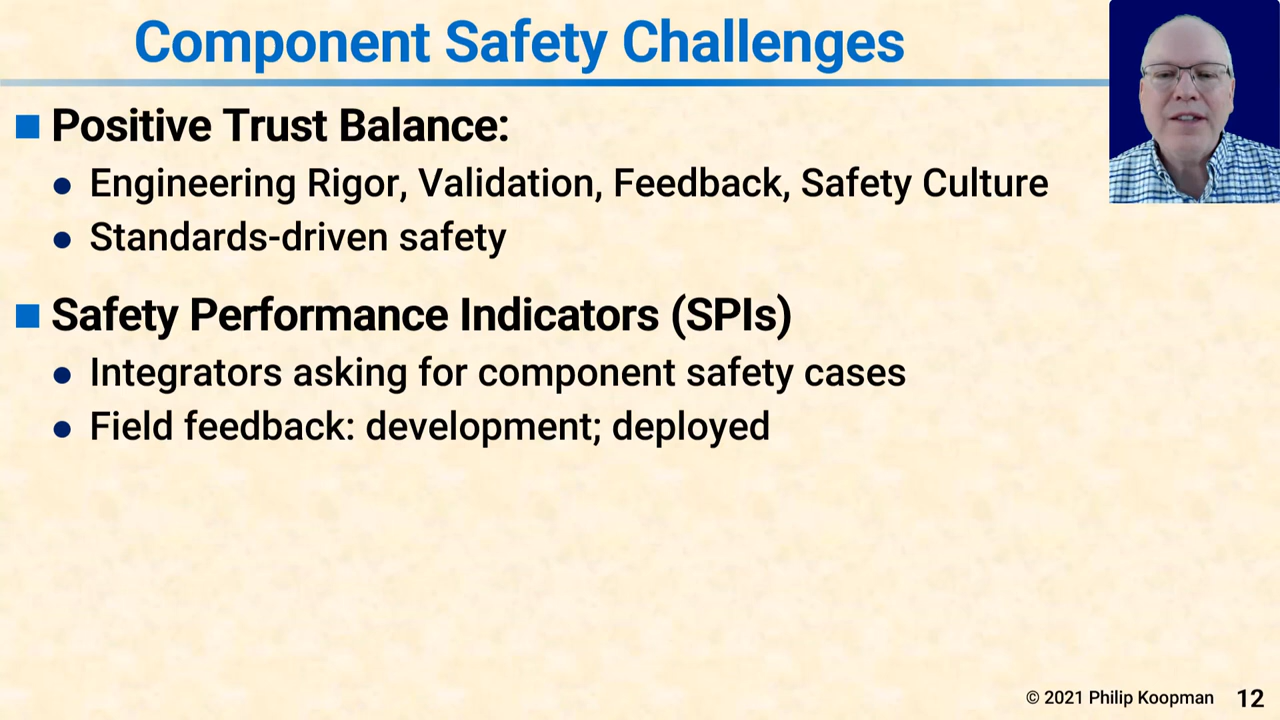 Component Safety Challenges
Positive Trust Balance:
Engineering Rigor, Validation, Feedback, Safety Culture
Standards-driven safety
Safety Performance Indicators (SPIs)
Integrators asking for component safety cases
Field feedback: development; deployed
© 2021 Philip Koopman 12